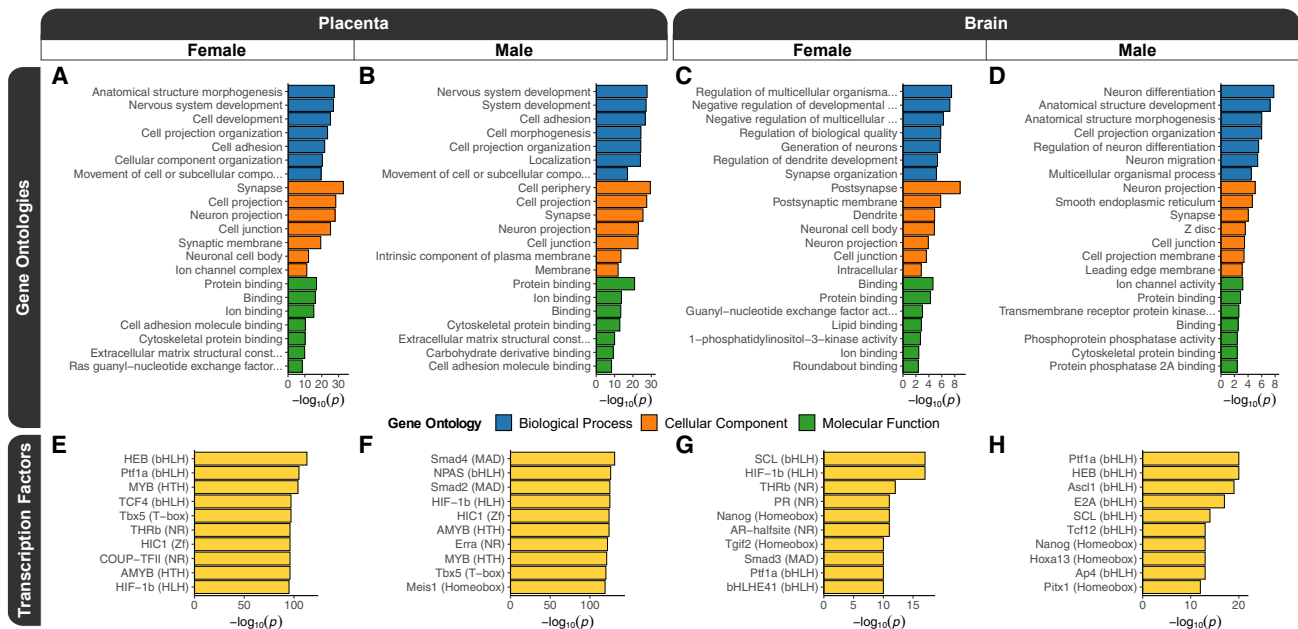 Placenta
Brain
Female
Male
Female
Male
Gene Ontologies
A
Anatomical structure morphogenesis
Nervous system development
Cell development
Cell projection organization
Cell adhesion
Cellular component organization
Movement of cell or subcellular compo...
Synapse
Cell projection
Neuron projection
Cell junction
Synaptic membrane
Neuronal cell body
Ion channel complex
Protein binding
Binding
Ion binding
Cell adhesion molecule binding
Cytoskeletal protein binding
Extracellular matrix structural const...
Ras guanyl−nucleotide exchange factor...
0 10 20 30
−log10(p)
B
Nervous system development
System development
Cell adhesion
Cell morphogenesis
Cell projection organization
Localization
Movement of cell or subcellular compo...
Cell periphery
Cell projection
Synapse
Neuron projection
Cell junction
Intrinsic component of plasma membrane
Membrane
Protein binding
Ion binding
Binding
Cytoskeletal protein binding
Extracellular matrix structural const...
Carbohydrate derivative binding
Cell adhesion molecule binding
0 10 20 30
−log10(p)
C
Regulation of multicellular organisma...
Negative regulation of developmental ...
Negative regulation of multicellular ...
Regulation of biological quality
Generation of neurons
Regulation of dendrite development
Synapse organization
Postsynapse
Postsynaptic membrane
Dendrite
Neuronal cell body
Neuron projection
Cell junction
Intracellular
Binding
Protein binding
Guanyl−nucleotide exchange factor act...
Lipid binding
1−phosphatidylinositol−3−kinase activity
Ion binding
Roundabout binding
0 2 4 6 8
−log10(p)
D
Neuron differentiation
Anatomical structure development
Anatomical structure morphogenesis
Cell projection organization
Regulation of neuron differentiation
Neuron migration
Multicellular organismal process
Neuron projection
Smooth endoplasmic reticulum
Synapse
Z disc
Cell junction
Cell projection membrane
Leading edge membrane
Ion channel activity
Protein binding
Transmembrane receptor protein kinase...
Binding
Phosphoprotein phosphatase activity
Cytoskeletal protein binding
Protein phosphatase 2A binding
0 2 4 6 8
−log10(p)
Gene Ontology Biological Process Cellular Component Molecular Function
Transcription Factors
E
HEB (bHLH)
Ptf1a (bHLH)
MYB (HTH)
TCF4 (bHLH)
Tbx5 (T−box)
THRb (NR)
HIC1 (Zf)
COUP−TFII (NR)
AMYB (HTH)
HIF−1b (HLH)
0 50 100
−log10(p)
F
Smad4 (MAD)
NPAS (bHLH)
Smad2 (MAD)
HIF−1b (HLH)
HIC1 (Zf)
AMYB (HTH)
Erra (NR)
MYB (HTH)
Tbx5 (T−box)
Meis1 (Homeobox)
0 50 100
−log10(p)
G
SCL (bHLH)
HIF−1b (HLH)
THRb (NR)
PR (NR)
Nanog (Homeobox)
AR−halfsite (NR)
Tgif2 (Homeobox)
Smad3 (MAD)
Ptf1a (bHLH)
bHLHE41 (bHLH)
0 5 10 15
−log10(p)
H
Ptf1a (bHLH)
HEB (bHLH)
Ascl1 (bHLH)
E2A (bHLH)
SCL (bHLH)
Tcf12 (bHLH)
Nanog (Homeobox)
Hoxa13 (Homeobox)
Ap4 (bHLH)
Pitx1 (Homeobox)
0 10 20
−log10(p)